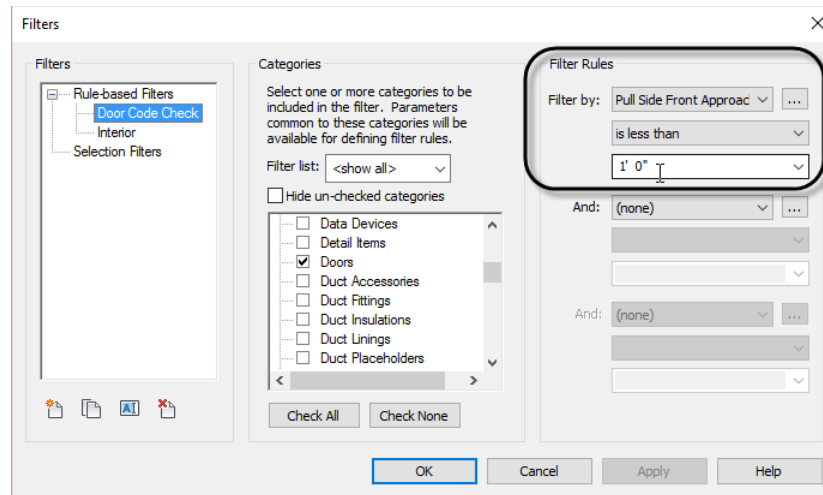 Filters
Filters
Rule-based Filters
Door Code Check
Interior
Selection Filters
Categories
Select one or more categories to be
included in the filter. Parameters
common to these categories will be
available for defining filter rules.
Filter list: <show all>
Hide un-checked categories
Data Devices
Detail Items
Doors
Duct Accessories
Duct Fittings
Duct Insulations
Duct Linings
Duct Placeholders
Check All Check None
Filter Rules
Filter by: Pull Side Front Approac ...
is less than
1' 0"
And: (none) ...
And: (none) ...
OK Cancel Apply Help